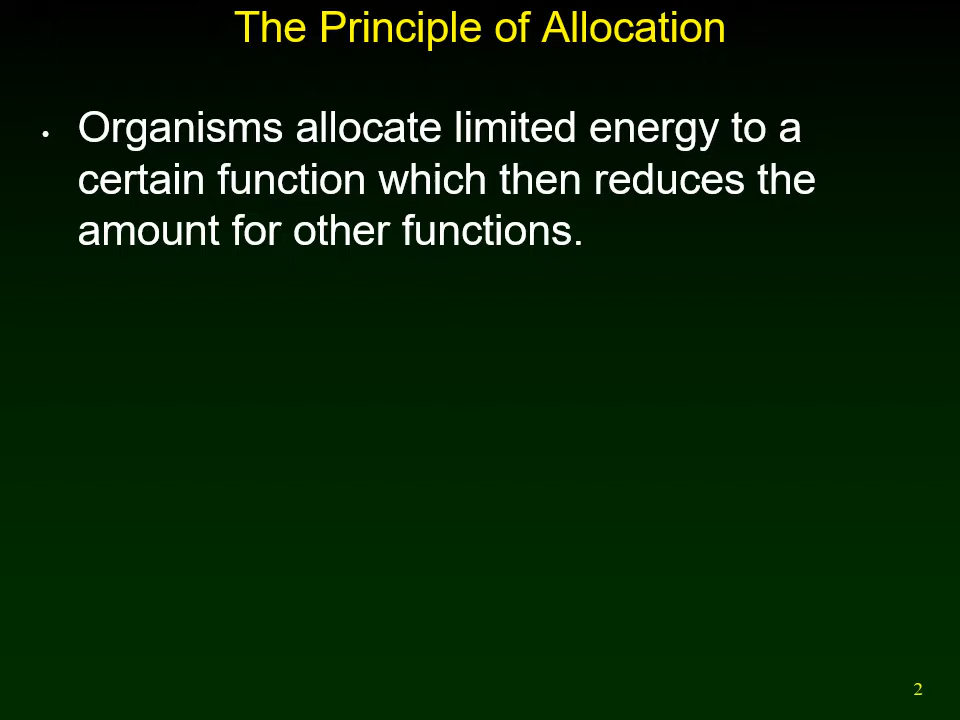 The Principle of Allocation
• Organisms allocate limited energy to a
certain function which then reduces the
amount for other functions.
2